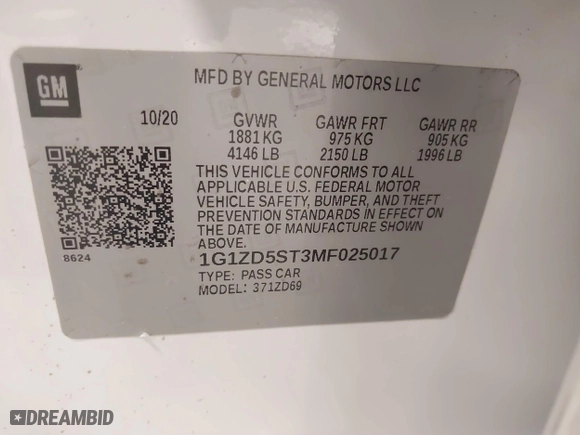 GM
MFD BY GENERAL MOTORS LLC
10/20 GVWR GAWR FRT GAWR RR
1881 KG 975 KG 905 KG
4146 LB 2150 LB 1996 LB
THIS VEHICLE CONFORMS TO ALL
APPLICABLE U.S. FEDERAL MOTOR
VEHICLE SAFETY, BUMPER, AND THEFT
PREVENTION STANDARDS IN EFFECT ON
THE DATE OF MANUFACTURE SHOWN
ABOVE.
8624
1G1ZD5ST3MF025017
TYPE: PASS CAR
MODEL: 371ZD69
DREAMBID